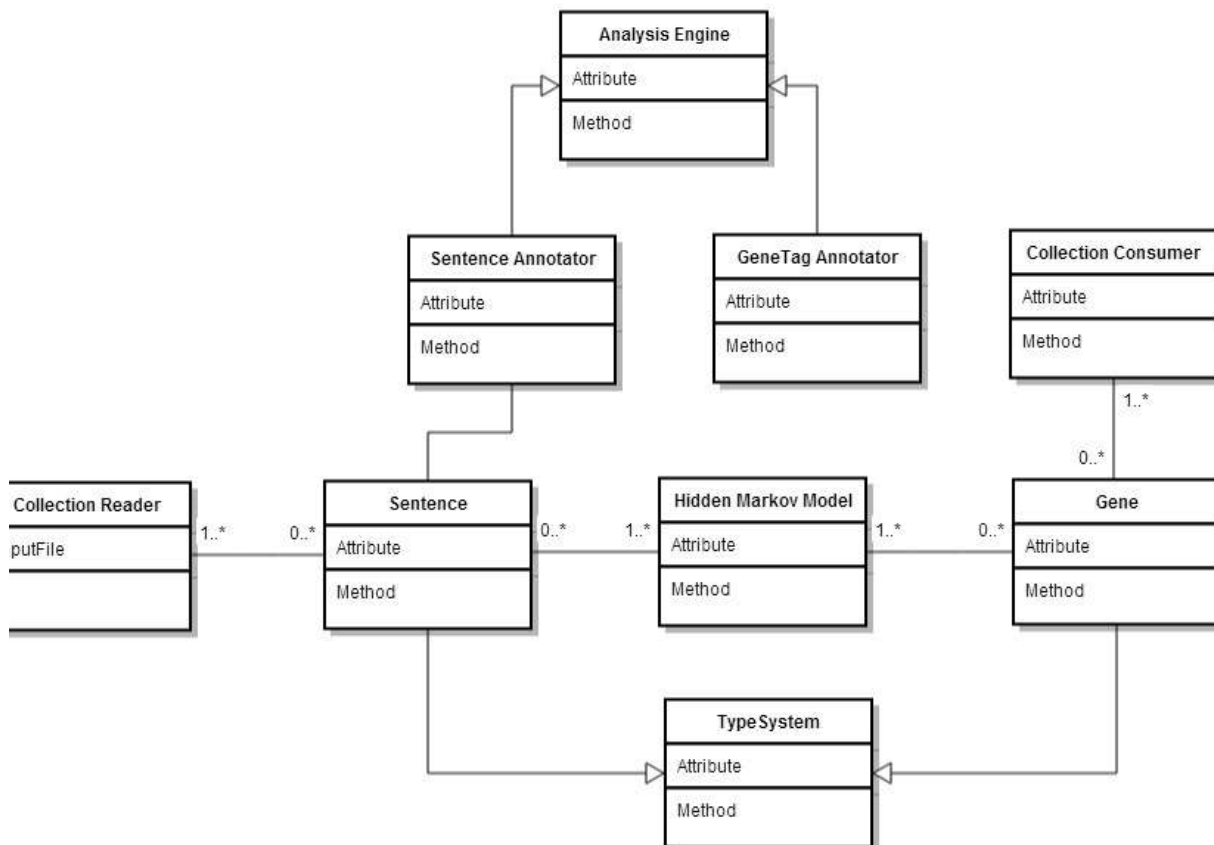 Analysis Engine
Attribute
Method
Sentence Annotator
Attribute
Method
GeneTag Annotator
Attribute
Method
Collection Consumer
Attribute
Method
1..*
0..*
Collection Reader
putFile
1..*
0..*
Sentence
Attribute
Method
0..*
1..*
Hidden Markov Model
Attribute
Method
1..*
0..*
Gene
Attribute
Method
TypeSystem
Attribute
Method